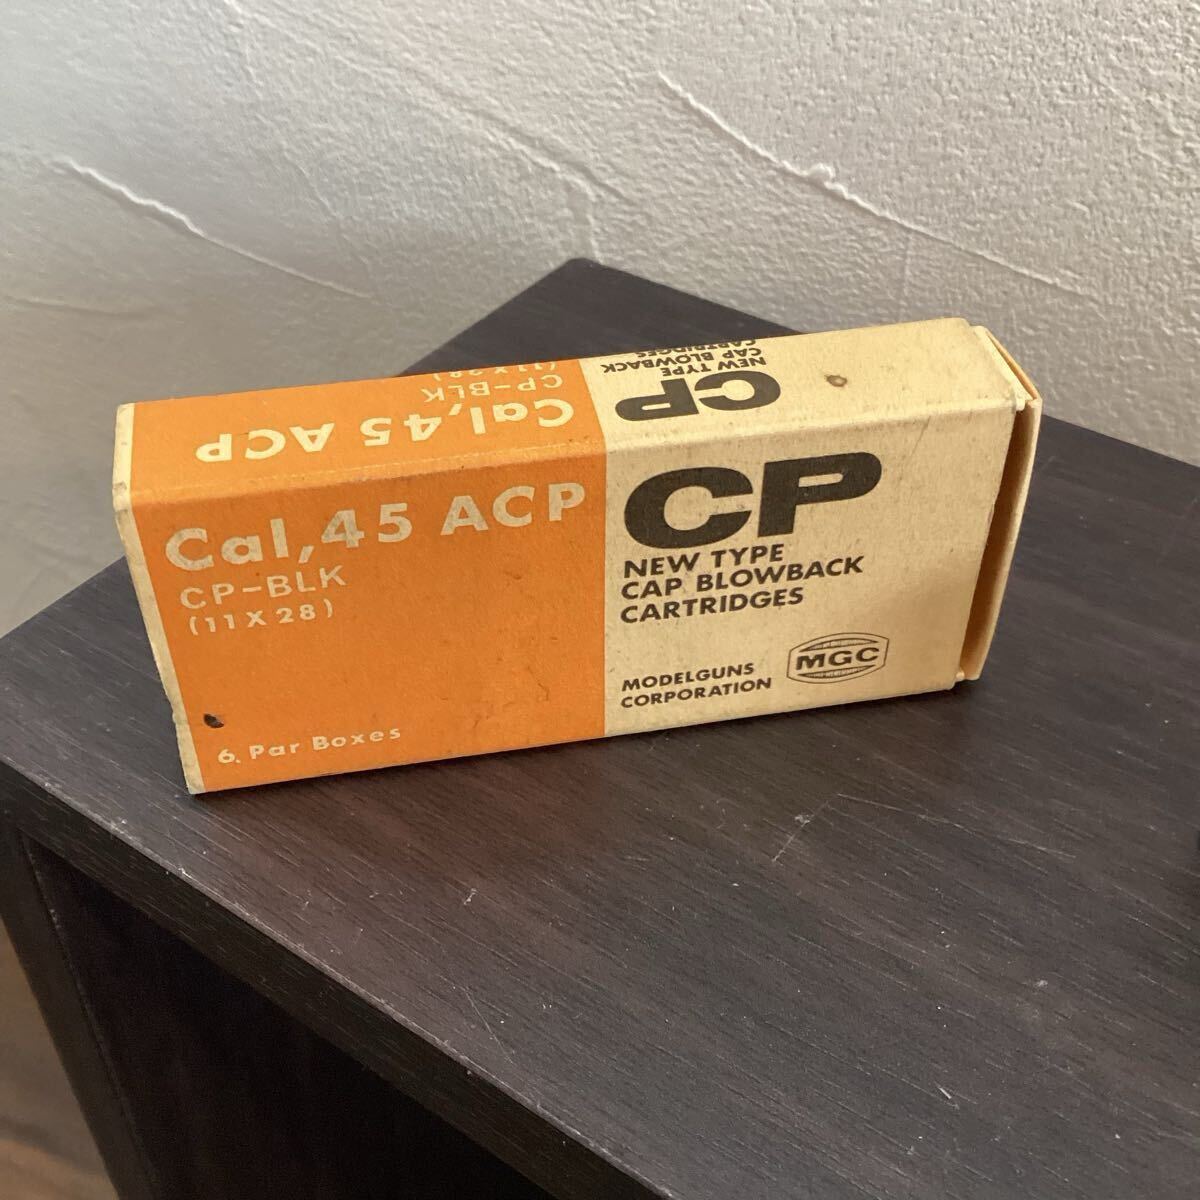 Cal,45 ACP
CP-BLK
(11X28)
CP
NEW TYPE
CAP BLOWBACK
CARTRIDGES
Cal,45 ACP
CP-BLK
(11X28)
6, Par Boxes
CP
NEW TYPE
CAP BLOWBACK
CARTRIDGES
MODELGUNS
CORPORATION
MGC